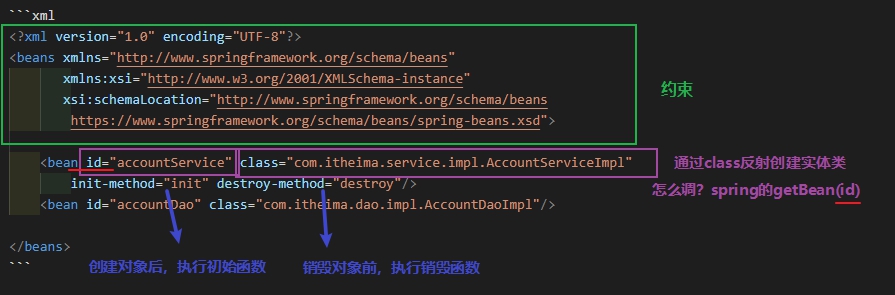 ```xml
<?xml version="1.0" encoding="UTF-8"?>
<beans xmlns="http://www.springframework.org/schema/beans"
xmlns:xsi="http://www.w3.org/2001/XMLSchema-instance"
xsi:schemaLocation="http://www.springframework.org/schema/beans
https://www.springframework.org/schema/beans/spring-beans.xsd">
约束
<bean id="accountService" class="com.itheima.service.impl.AccountServiceImpl"
通过class反射创建实体类
init-method="init" destroy-method="destroy"/>
怎么调？spring的getBean(id)
<bean id="accountDao" class="com.itheima.dao.impl.AccountDaoImpl"/>
</beans>
创建对象后，执行初始函数
销毁对象前，执行销毁函数
```